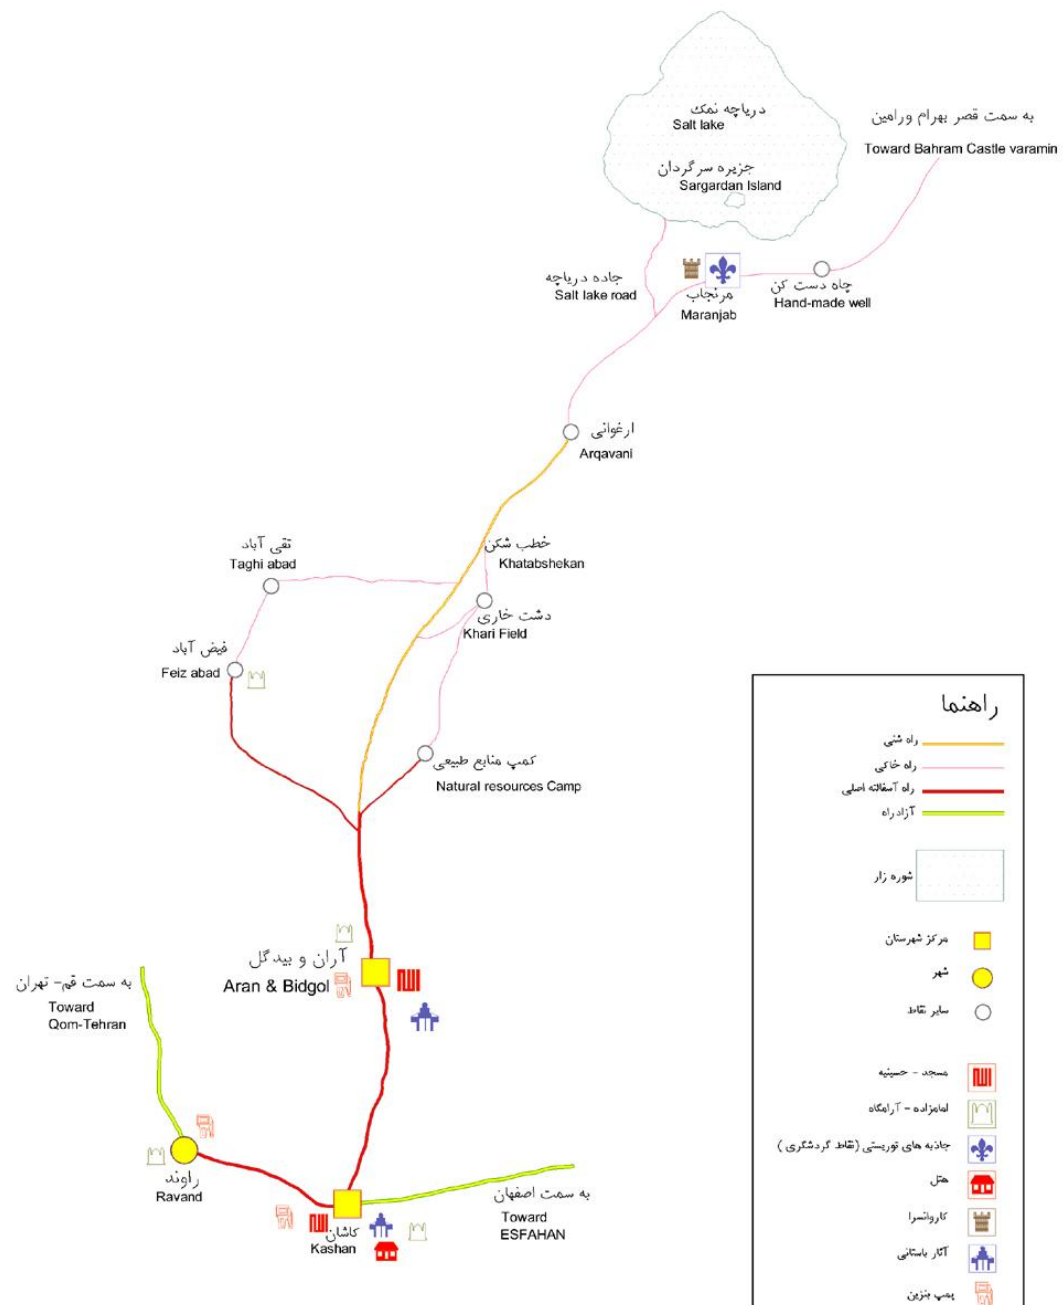 دریاچه نمک
Salt lake
جزیره سرگردان
Sargardan Island
به سمت قصر بهرام ورامین
Toward Bahram Castle varamin
جاده دریاچه
Salt lake road
مرنجاب
Maranjab
چاه دست کن
Hand-made well
ارغوانی
Arqavani
خطب شکن
Khatabshekan
تقی آباد
Taghi abad
دشت خاری
Khari Field
فیض آباد
Feiz abad
کمپ منابع طبیعی
Natural resources Camp
آران و بیدگل
Aran & Bidgol
به سمت قم - تهران
Toward
Qom-Tehran
راوند
Ravand
کاشان
Kashan
به سمت اصفهان
Toward
ESFAHAN
راهنما
راه شنی
راه خاکی
راه آسفالته اصلی
آزادراه
شوره زار
مرکز شهرستان
شهر
سایر نقاط
مسجد - حسینیه
امامزاده - آرامگاه
جاذبه های توریستی (نقاط گردشگری)
هتل
کاروانسرا
آثار باستانی
پمپ بنزین